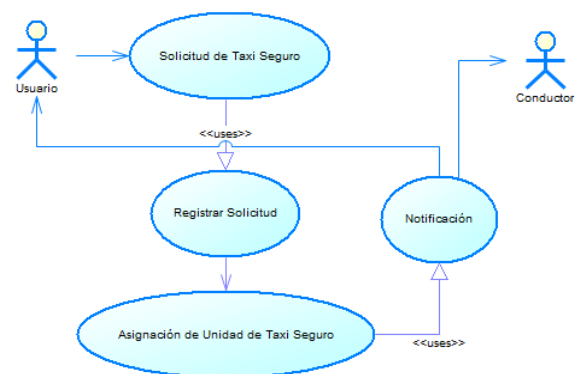 Solicitud de Taxi Seguro
Usuario
Conductor
<<uses>>
Registrar Solicitud
Notificación
Asignación de Unidad de Taxi Seguro
<<uses>>